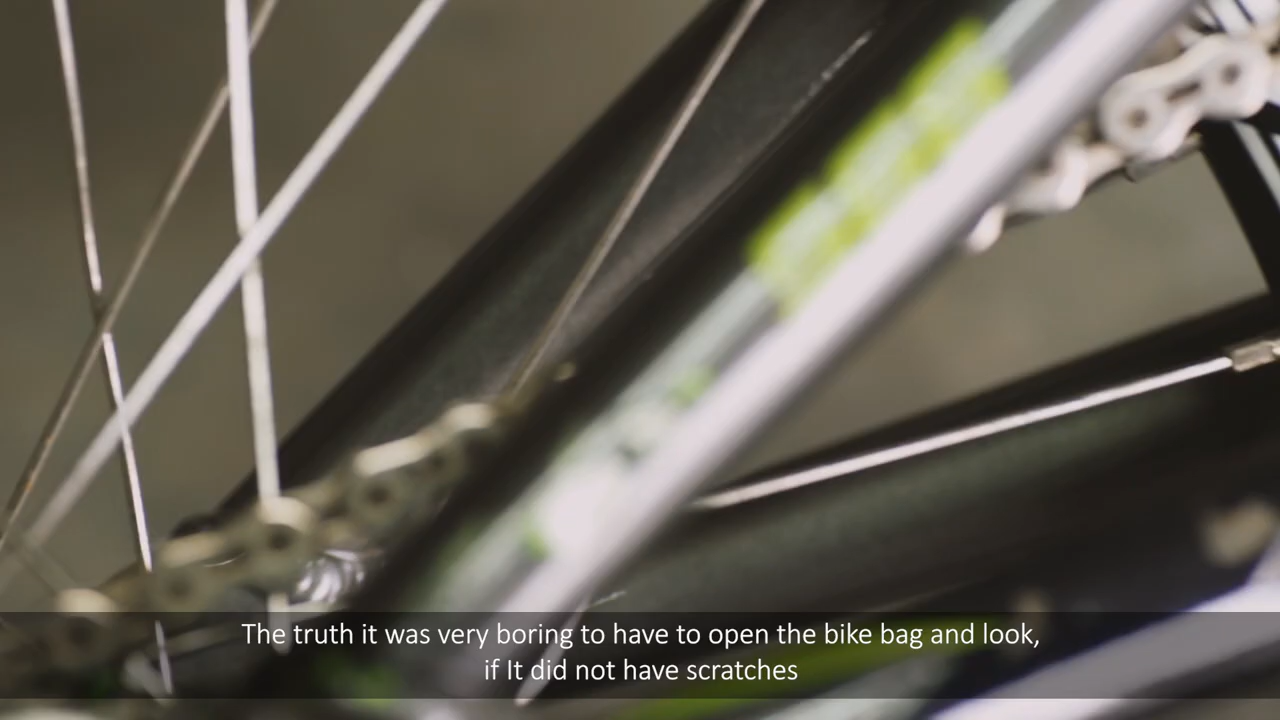 The truth it was very boring to have to open the bike bag and look,
if It did not have scratches